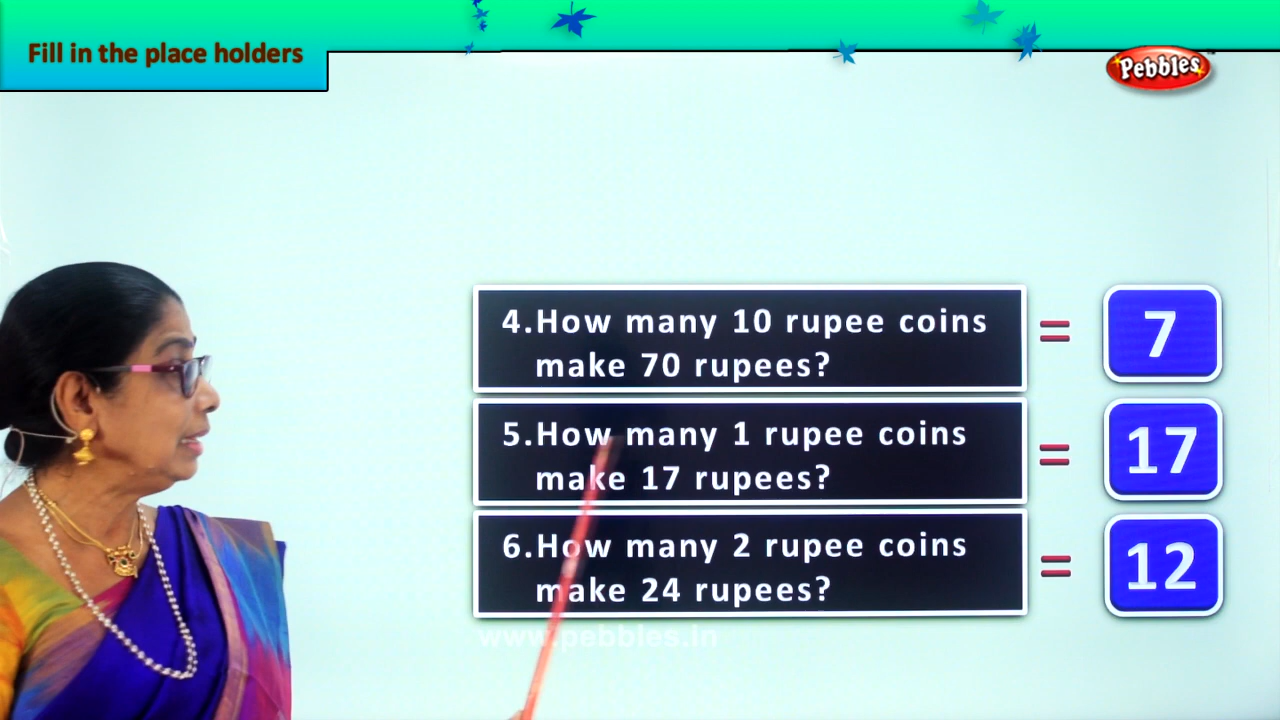 Fill in the place holders
Pebbles
4.How many 10 rupee coins
make 70 rupees?
=
7
5.How many 1 rupee coins
make 17 rupees?
=
17
6.How many 2 rupee coins
make 24 rupees?
=
12
www.pebbles.in